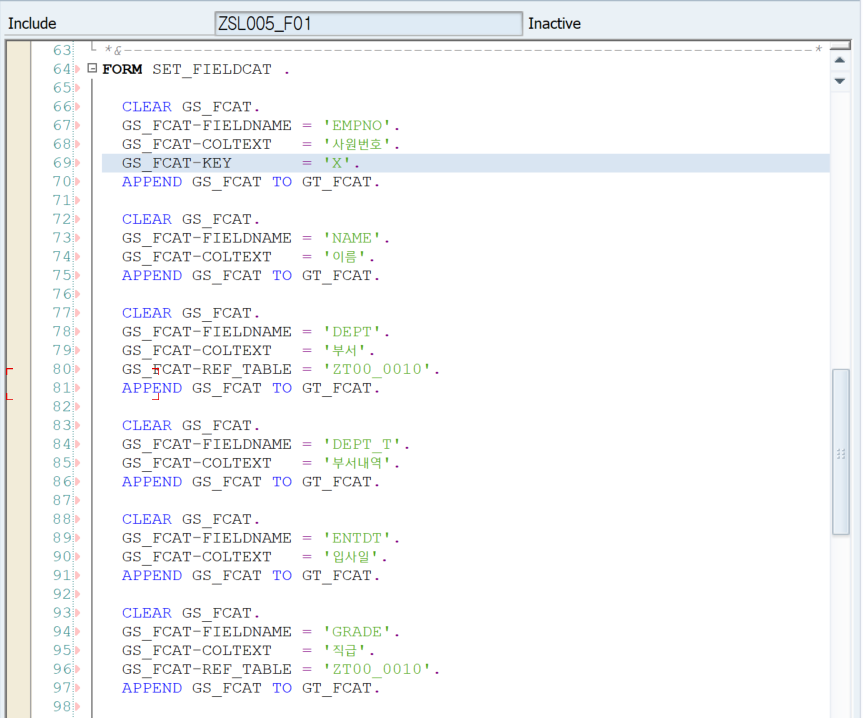 Include ZSL005_F01 Inactive
63 *&---------------------------------------------------------------------*
64 FORM SET_FIELDCAT .
65
66 CLEAR GS_FCAT.
67 GS_FCAT-FIELDNAME = 'EMPNO'.
68 GS_FCAT-COLTEXT   = '사원번호'.
69 GS_FCAT-KEY       = 'X'.
70 APPEND GS_FCAT TO GT_FCAT.
71
72 CLEAR GS_FCAT.
73 GS_FCAT-FIELDNAME = 'NAME'.
74 GS_FCAT-COLTEXT   = '이름'.
75 APPEND GS_FCAT TO GT_FCAT.
76
77 CLEAR GS_FCAT.
78 GS_FCAT-FIELDNAME = 'DEPT'.
79 GS_FCAT-COLTEXT   = '부서'.
80 GS_FCAT-REF_TABLE = 'ZT00_0010'.
81 APPEND GS_FCAT TO GT_FCAT.
82
83 CLEAR GS_FCAT.
84 GS_FCAT-FIELDNAME = 'DEPT_T'.
85 GS_FCAT-COLTEXT   = '부서내역'.
86 APPEND GS_FCAT TO GT_FCAT.
87
88 CLEAR GS_FCAT.
89 GS_FCAT-FIELDNAME = 'ENTDT'.
90 GS_FCAT-COLTEXT   = '입사일'.
91 APPEND GS_FCAT TO GT_FCAT.
92
93 CLEAR GS_FCAT.
94 GS_FCAT-FIELDNAME = 'GRADE'.
95 GS_FCAT-COLTEXT   = '직급'.
96 GS_FCAT-REF_TABLE = 'ZT00_0010'.
97 APPEND GS_FCAT TO GT_FCAT.
98